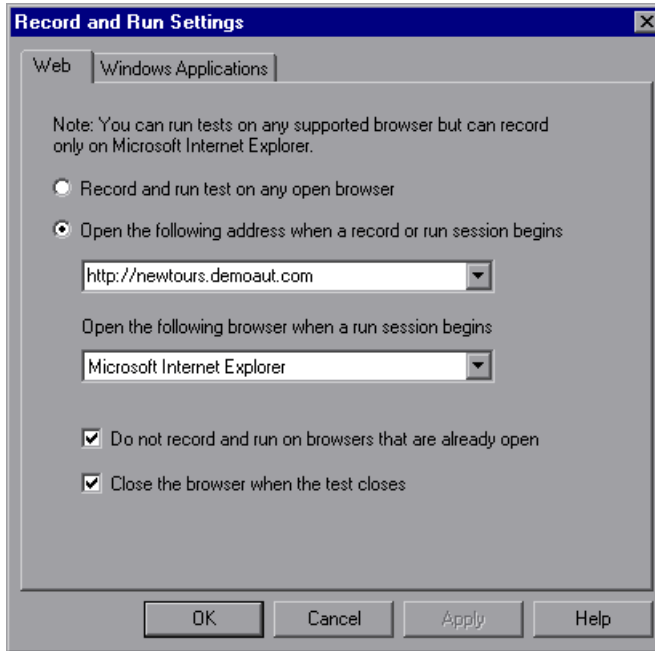 Record and Run Settings
Web
Windows Applications
Note: You can run tests on any supported browser but can record
only on Microsoft Internet Explorer.
Record and run test on any open browser
Open the following address when a record or run session begins
http://newtours.demoaut.com
Open the following browser when a run session begins
Microsoft Internet Explorer
Do not record and run on browsers that are already open
Close the browser when the test closes
OK Cancel Apply Help